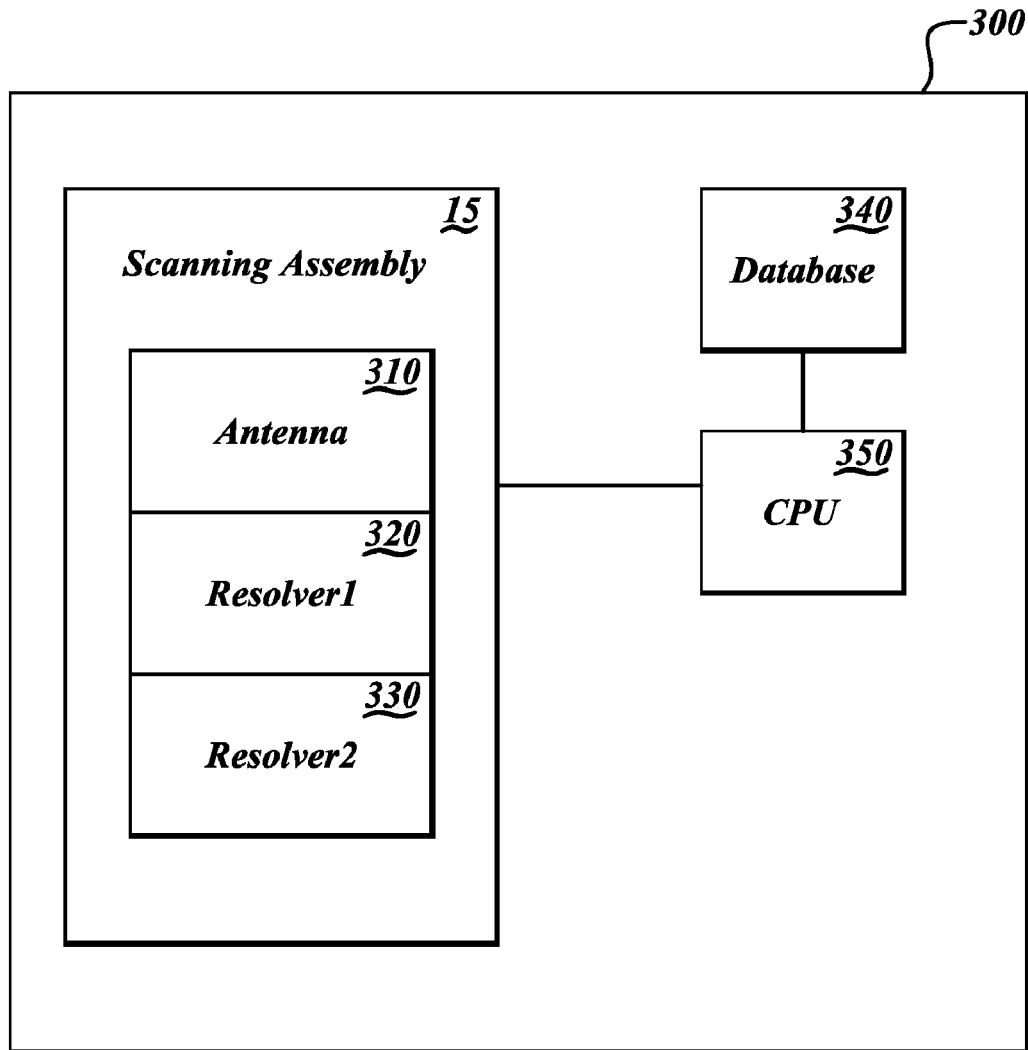 300
15
Scanning Assembly
310
Antenna
320
Resolver1
330
Resolver2
340
Database
350
CPU